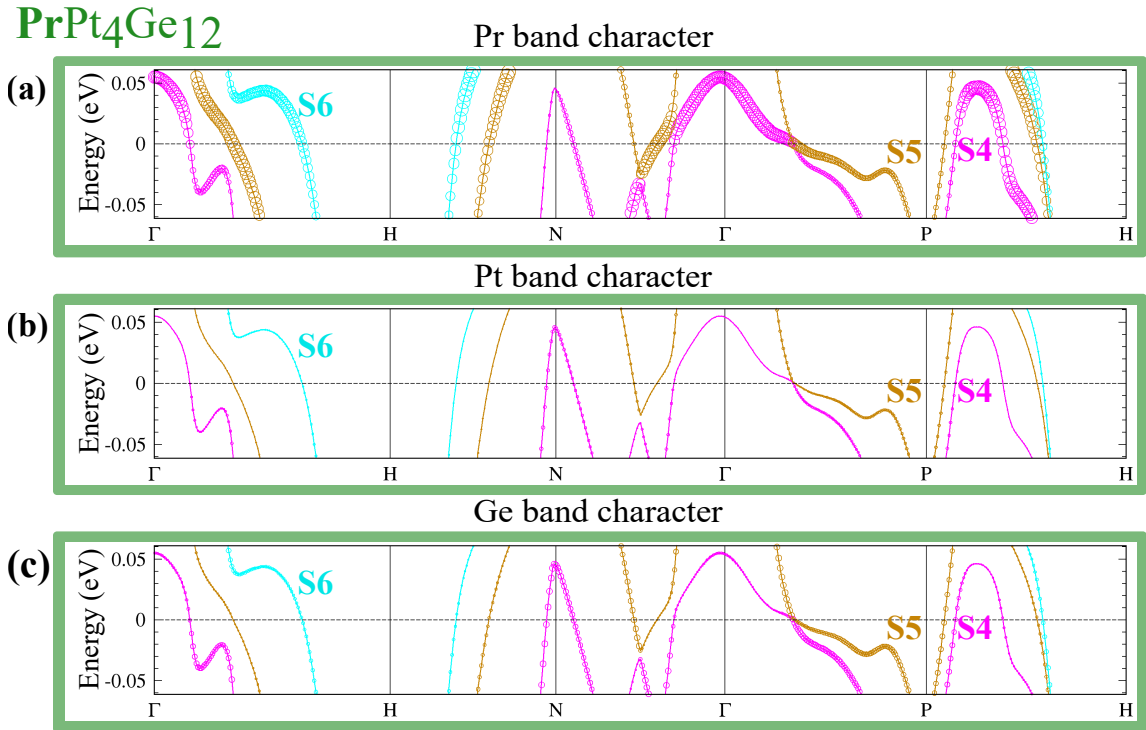 PrPt4Ge12
Pr band character
(a)
Energy (eV)
0.05
0
-0.05
S6
S5
S4
Γ H N Γ P H
Pt band character
(b)
Energy (eV)
0.05
0
-0.05
S6
S5
S4
Γ H N Γ P H
Ge band character
(c)
Energy (eV)
0.05
0
-0.05
S6
S5
S4
Γ H N Γ P H